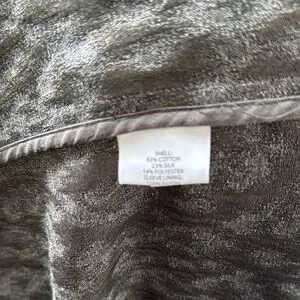 SHELL:
63% COTTON
23% SILK
14% POLYESTER
SLEEVE LINING: